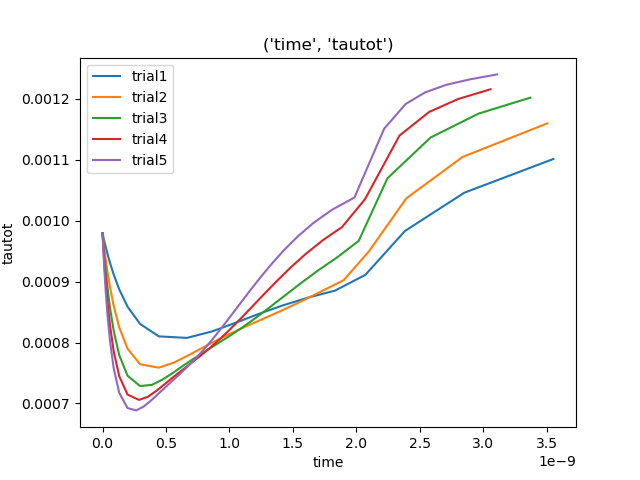 ('time', 'tautot')
trial1
trial2
trial3
trial4
trial5
0.0012
0.0011
0.0010
0.0009
0.0008
0.0007
tautot
0.0 0.5 1.0 1.5 2.0 2.5 3.0 3.5
1e−9
time